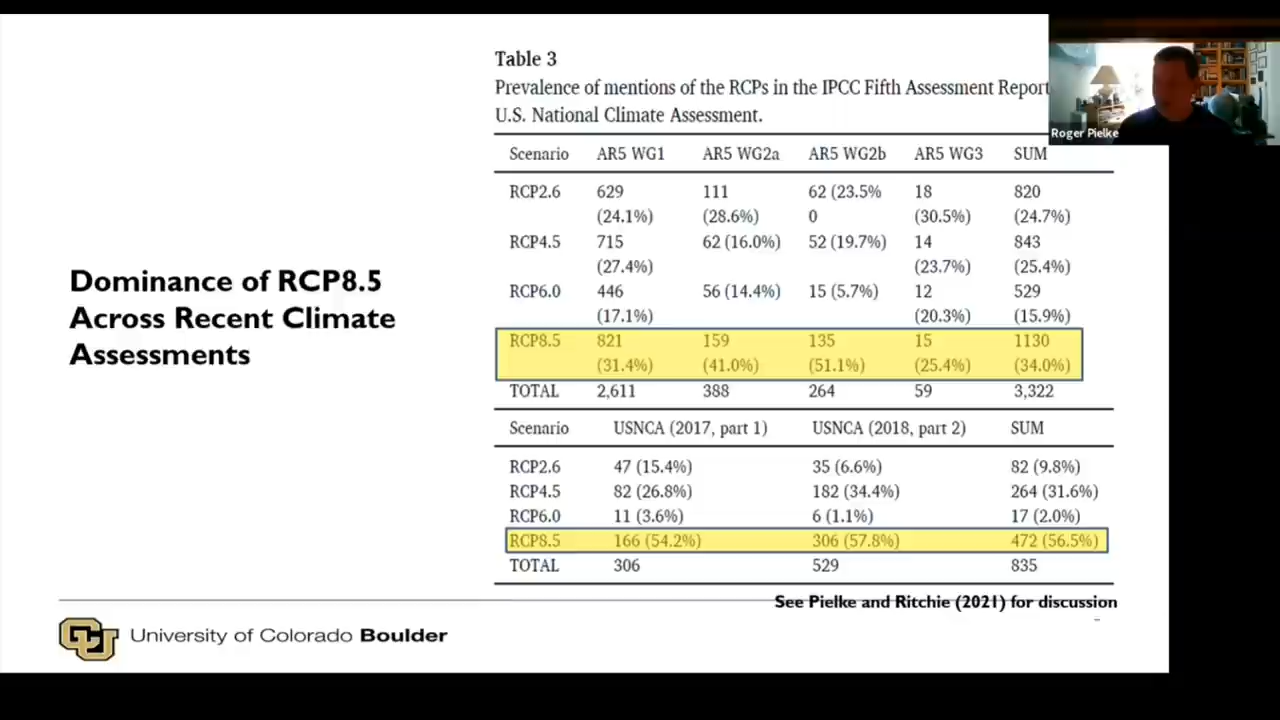 Table 3
Prevalence of mentions of the RCPs in the IPCC Fifth Assessment Report
U.S. National Climate Assessment.
Roger Pielke
Scenario AR5 WG1 AR5 WG2a AR5 WG2b AR5 WG3 SUM
RCP2.6 629 111 62 (23.5% 18 820
(24.1%) (28.6%) 0 (30.5%) (24.7%)
RCP4.5 715 62 (16.0%) 52 (19.7%) 14 843
(27.4%) (23.7%) (25.4%)
RCP6.0 446 56 (14.4%) 15 (5.7%) 12 529
(17.1%) (20.3%) (15.9%)
RCP8.5 821 159 135 15 1130
(31.4%) (41.0%) (51.1%) (25.4%) (34.0%)
TOTAL 2,611 388 264 59 3,322
Scenario USNCA (2017, part 1) USNCA (2018, part 2) SUM
RCP2.6 47 (15.4%) 35 (6.6%) 82 (9.8%)
RCP4.5 82 (26.8%) 182 (34.4%) 264 (31.6%)
RCP6.0 11 (3.6%) 6 (1.1%) 17 (2.0%)
RCP8.5 166 (54.2%) 306 (57.8%) 472 (56.5%)
TOTAL 306 529 835
Dominance of RCP8.5
Across Recent Climate
Assessments
See Pielke and Ritchie (2021) for discussion
CU University of Colorado Boulder